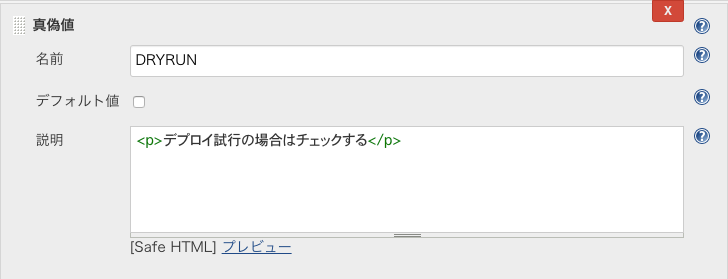 真偽値
X
名前
DRYRUN
デフォルト値
説明
<p>デプロイ試行の場合はチェックする</p>
[Safe HTML] プレビュー